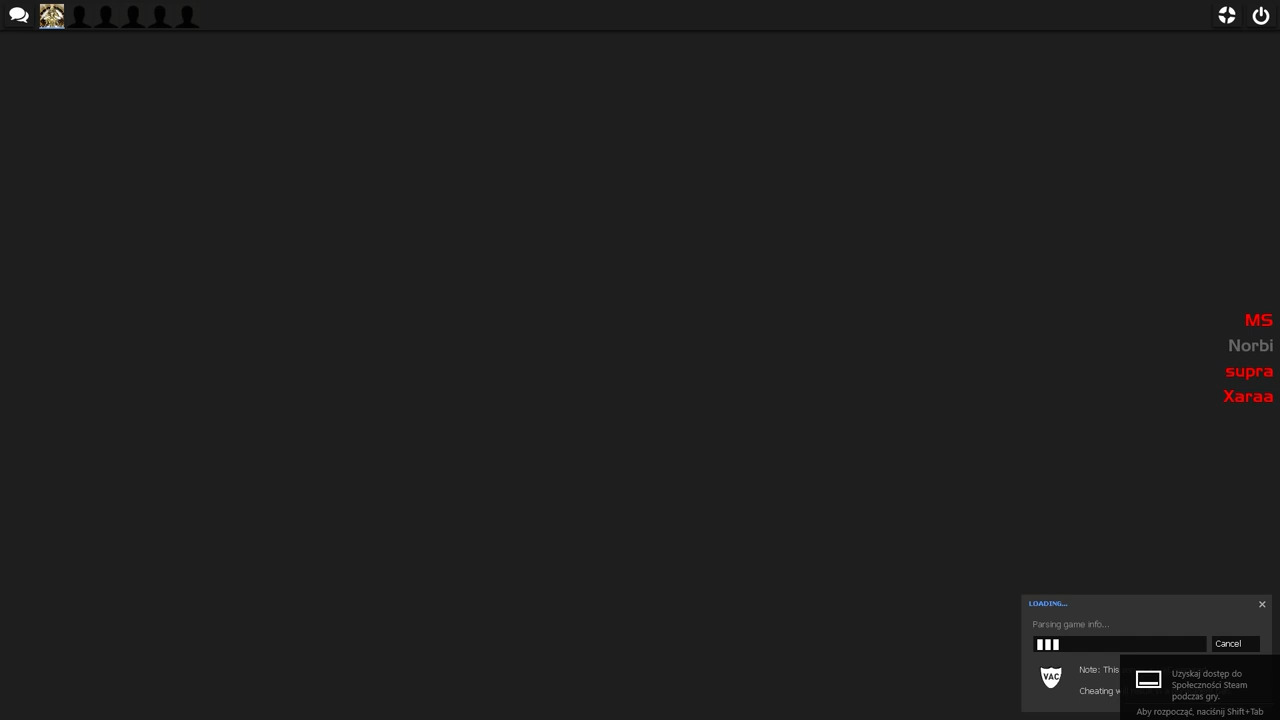 MS
Norbi
supra
Xaraa
LOADING...
Parsing game info...
Cancel
VAC
Note: This
Cheating
Uzyskaj dostęp do
Społeczności Steam
podczas gry.
Aby rozpocząć, naciśnij Shift+Tab